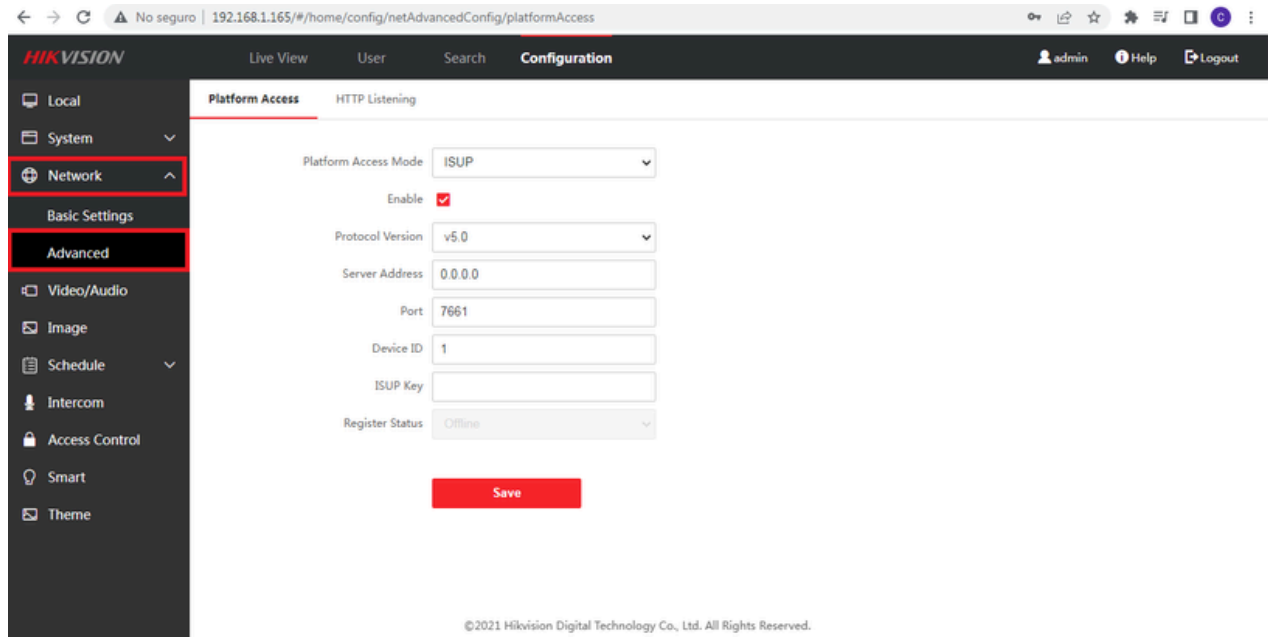 No seguro | 192.168.1.165/#/home/config/netAdvancedConfig/platformAccess
C
HIKVISION Live View User Search Configuration admin Help Logout
Local
System
Network
Basic Settings
Advanced
Video/Audio
Image
Schedule
Intercom
Access Control
Smart
Theme
Platform Access HTTP Listening
Platform Access Mode ISUP
Enable
Protocol Version v5.0
Server Address 0.0.0.0
Port 7661
Device ID 1
ISUP Key
Register Status Offline
Save
©2021 Hikvision Digital Technology Co., Ltd. All Rights Reserved.